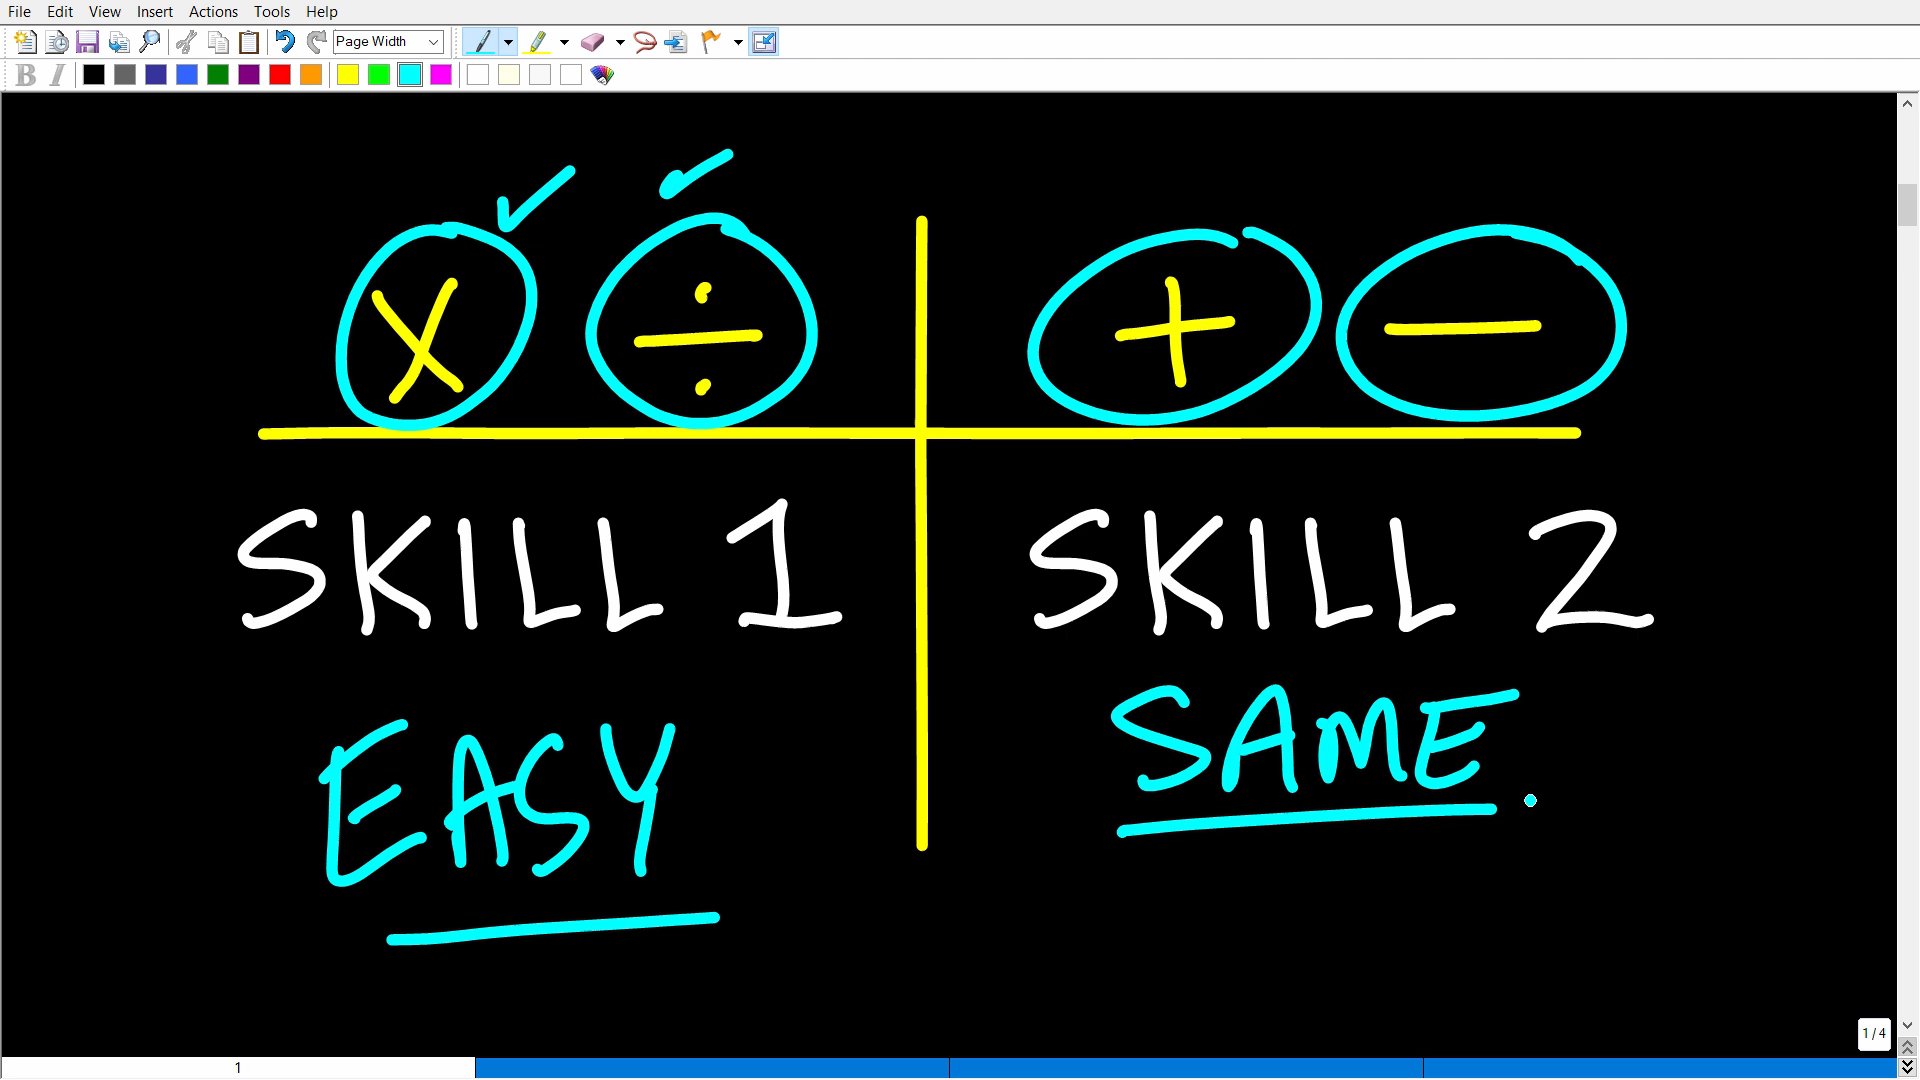 File Edit View Insert Actions Tools Help
Page Width
B I
× ÷ + −
SKILL 1 SKILL 2
EASY SAME
1 / 4
1